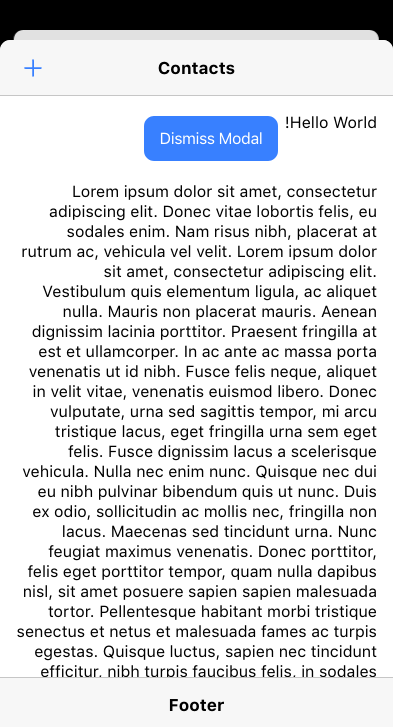 Contacts
!Hello World
Dismiss Modal
Lorem ipsum dolor sit amet, consectetur
adipiscing elit. Donec vitae lobortis felis, eu
sodales enim. Nam risus nibh, placerat at
rutrum ac, vehicula vel velit. Lorem ipsum dolor
sit amet, consectetur adipiscing elit.
Vestibulum quis elementum ligula, ac aliquet
nulla. Mauris non placerat mauris. Aenean
dignissim lacinia porttitor. Praesent fringilla at
est et ullamcorper. In ac ante ac massa porta
venenatis ut id nibh. Fusce felis neque, aliquet
in velit vitae, venenatis euismod libero. Donec
vulputate, urna sed sagittis tempor, mi arcu
tristique lacus, eget fringilla urna sem eget
felis. Fusce dignissim lacus a scelerisque
vehicula. Nulla nec enim nunc. Quisque nec dui
eu nibh pulvinar bibendum quis ut nunc. Duis
ex odio, sollicitudin ac mollis nec, fringilla non
lacus. Maecenas sed tincidunt urna. Nunc
feugiat maximus venenatis. Donec porttitor,
felis eget porttitor tempor, quam nulla dapibus
nisl, sit amet posuere sapien sapien malesuada
tortor. Pellentesque habitant morbi tristique
senectus et netus et malesuada fames ac turpis
egestas. Quisque luctus, sapien nec tincidunt
efficitur, nibh turpis faucibus felis, in sodales
Footer